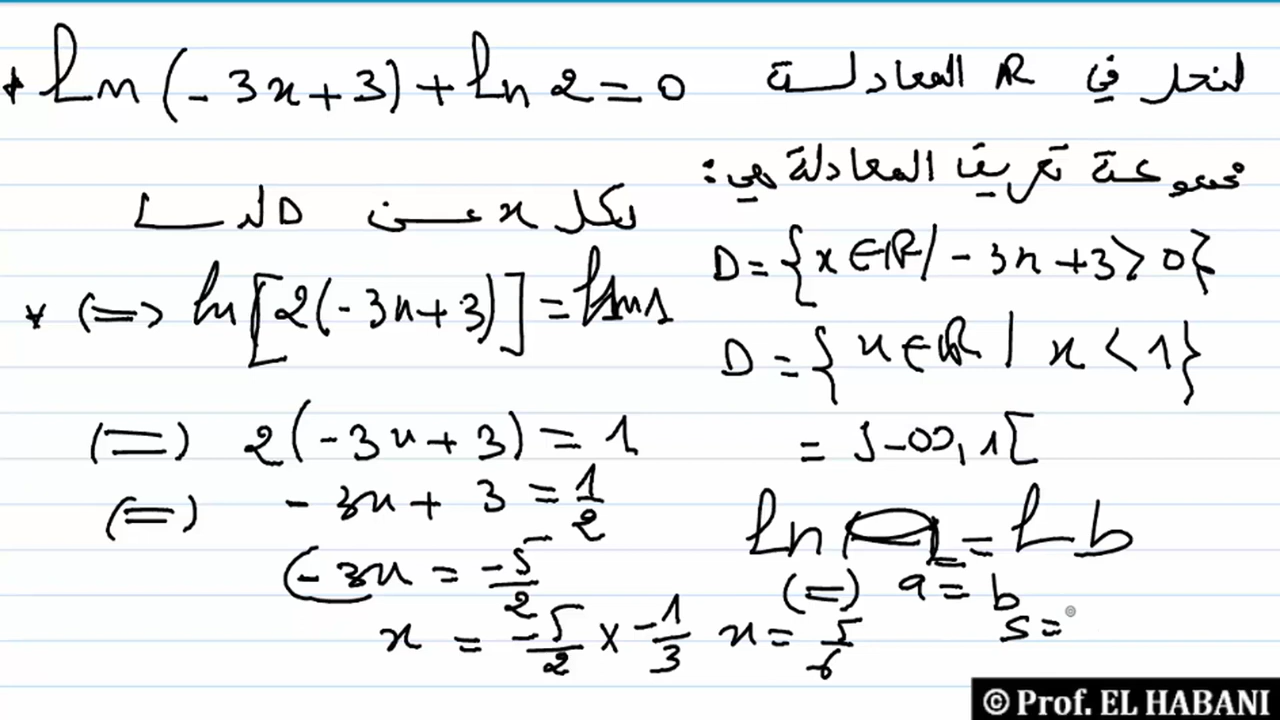 لنحل في ℝ المعادلة ln(-3x+3)+ln 2=0
مجموعة تعريف المعادلة هي:
D={x∈ℝ/-3x+3>0}
D={x∈ℝ|x<1}
=]-∞,1[
لكل x من D لدينا
* (=> ln[2(-3x+3)]=ln1
(=) 2(-3x+3)=1
(=) -3x+3=1/2
-3x=-5/2
x=-5/2×-1/3 x=5/6
ln a=ln b
(=) a=b
S=
© Prof. EL HABANI